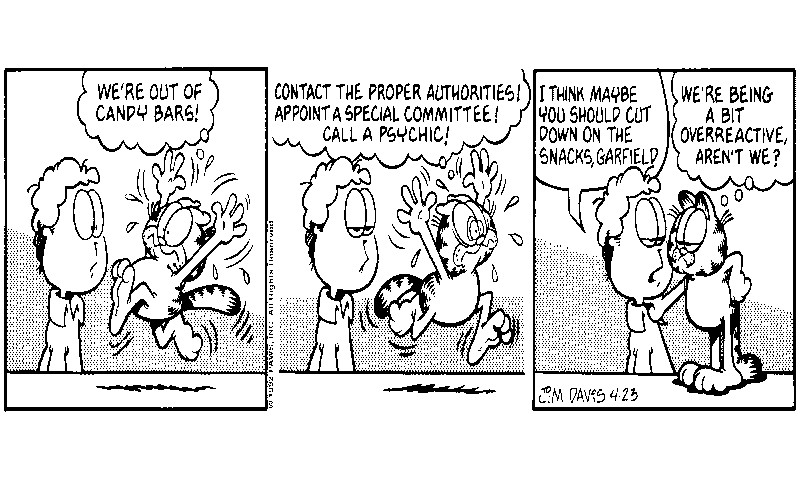 WE'RE OUT OF
CANDY BARS!
CONTACT THE PROPER AUTHORITIES!
APPOINT A SPECIAL COMMITTEE!
CALL A PSYCHIC!
I THINK MAYBE
YOU SHOULD CUT
DOWN ON THE
SNACKS, GARFIELD
WE'RE BEING
A BIT
OVERREACTIVE,
AREN'T WE?
JIM DAVIS 4-23